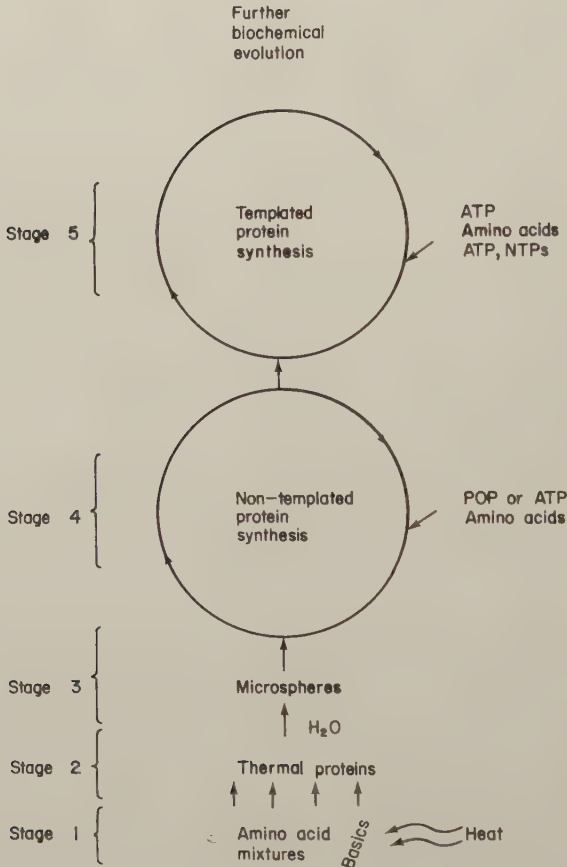 Further
biochemical
evolution
Stage 5
Templated
protein
synthesis
ATP
Amino acids
ATP, NTPs
Stage 4
Non-templated
protein
synthesis
POP or ATP
Amino acids
Stage 3
Microspheres
H₂O
Stage 2
Thermal proteins
Stage 1
Amino acid
mixtures
Basics
Heat